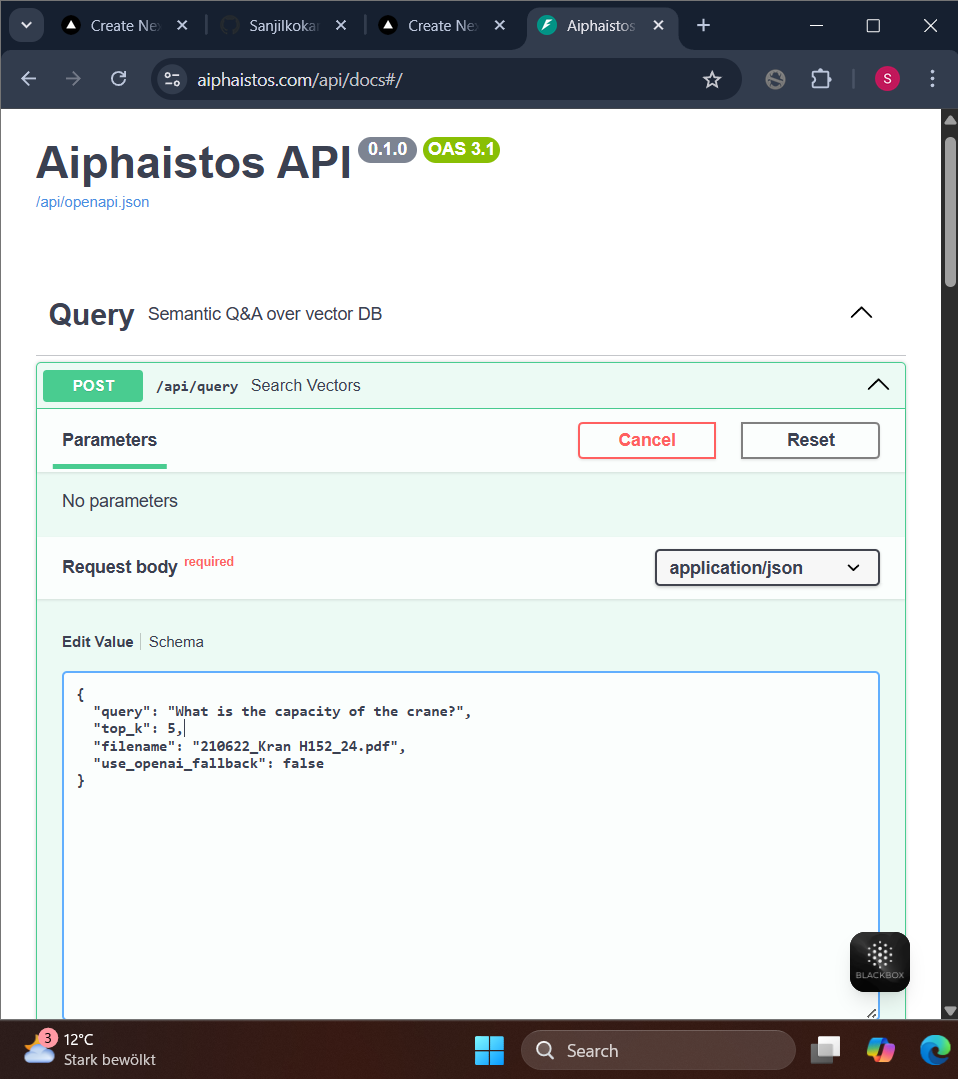 Create Nex
Sanjilkokar
Create Nex
Aiphaistos
aiphaistos.com/api/docs#/
S
Aiphaistos API 0.1.0 OAS 3.1
/api/openapi.json
Query Semantic Q&A over vector DB
POST /api/query Search Vectors
Parameters Cancel Reset
No parameters
Request body required application/json
Edit Value Schema
{
"query": "What is the capacity of the crane?",
"top_k": 5,
"filename": "210622_Kran H152_24.pdf",
"use_openai_fallback": false
}
BLACKBOX
3 12°C
Stark bewölkt
Search